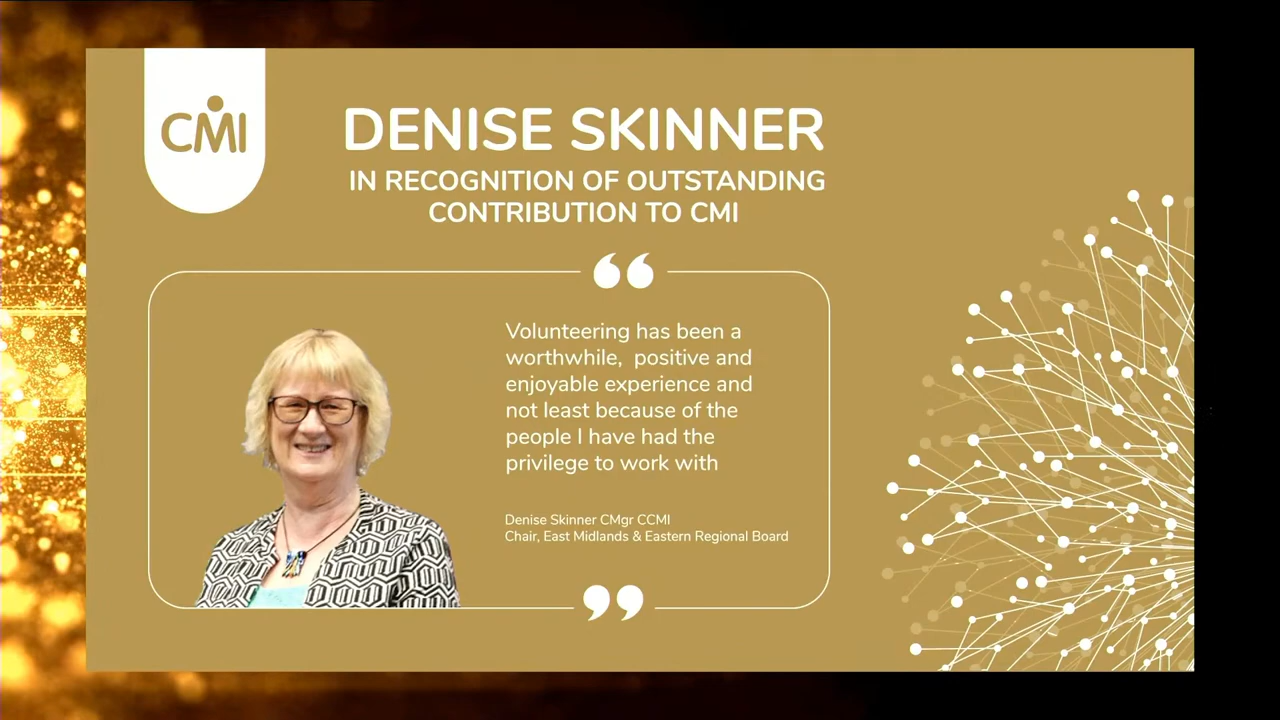 CMI
DENISE SKINNER
IN RECOGNITION OF OUTSTANDING
CONTRIBUTION TO CMI
“
Volunteering has been a
worthwhile,  positive and
enjoyable experience and
not least because of the
people I have had the
privilege to work with
Denise Skinner CMgr CCMI
Chair, East Midlands & Eastern Regional Board
”